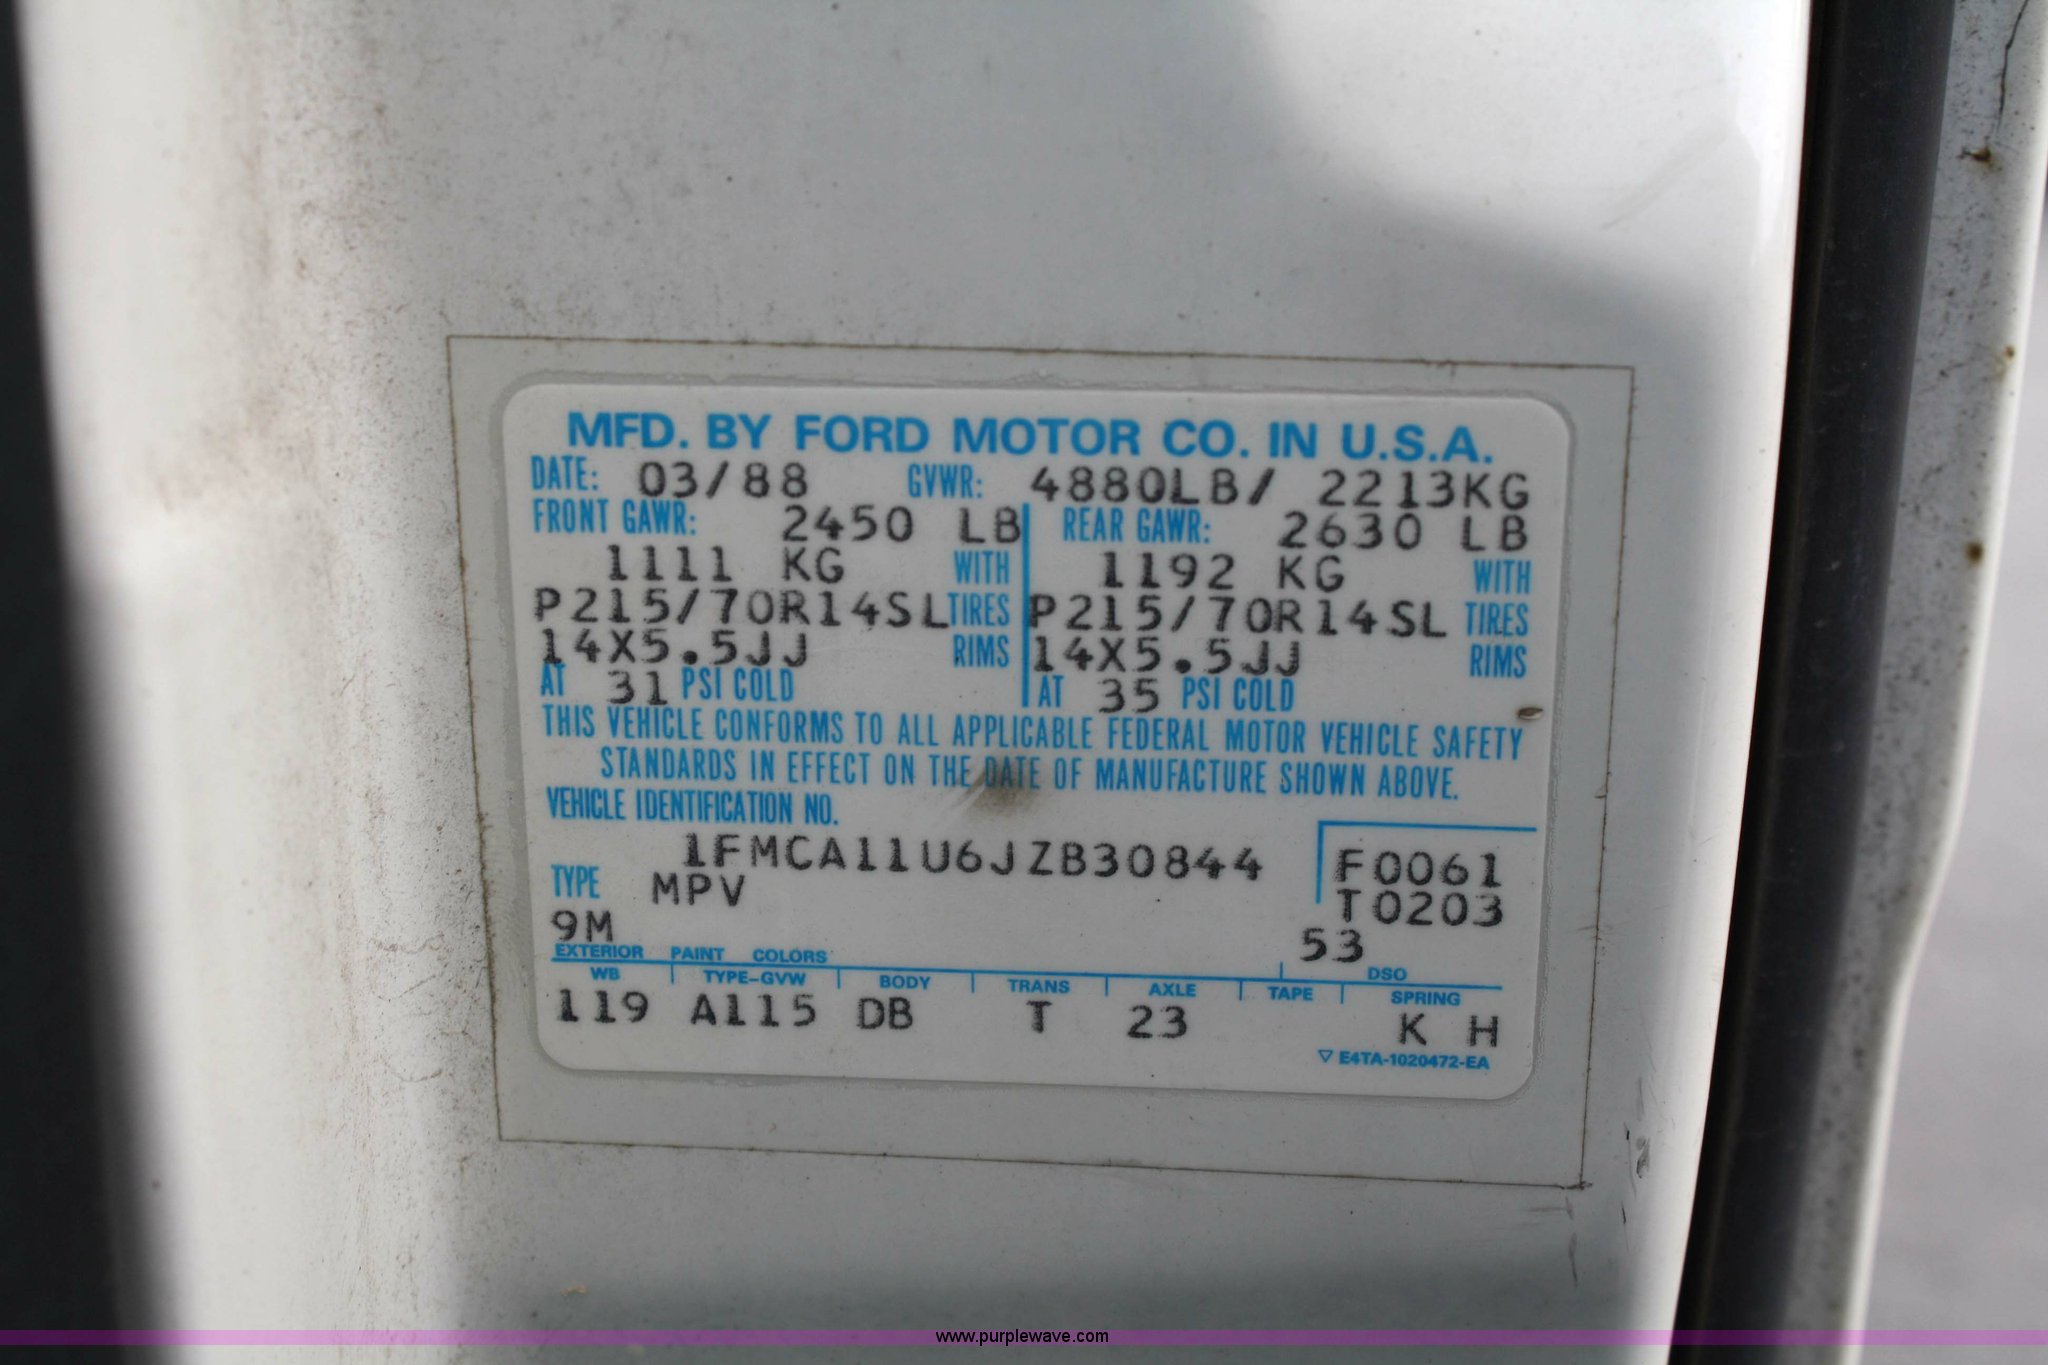 MFD. BY FORD MOTOR CO. IN U.S.A.
DATE: 03/88 GVWR: 4880LB/ 2213KG
FRONT GAWR: 2450 LB REAR GAWR: 2630 LB
1111 KG WITH 1192 KG WITH
P215/70R14SL TIRES P215/70R14SL TIRES
14X5.5JJ RIMS 14X5.5JJ RIMS
AT 31 PSI COLD AT 35 PSI COLD
THIS VEHICLE CONFORMS TO ALL APPLICABLE FEDERAL MOTOR VEHICLE SAFETY
STANDARDS IN EFFECT ON THE DATE OF MANUFACTURE SHOWN ABOVE.
VEHICLE IDENTIFICATION NO.
1FMCA11U6JZB30844 F0061
TYPE MPV T0203
9M 53
EXTERIOR PAINT COLORS DSO
WB TYPE-GVW BODY TRANS AXLE TAPE SPRING
119 A115 DB T 23 K H
▽ E4TA-1020472-EA
www.purplewave.com